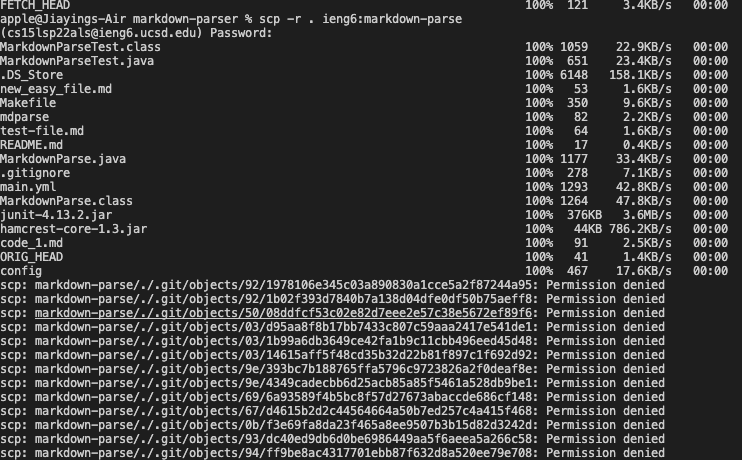 FETCH_HEAD 100% 121 3.4KB/s 00:00
apple@Jiayings-Air markdown-parser % scp -r . ieng6:markdown-parse
(cs15lsp22als@ieng6.ucsd.edu) Password:
MarkdownParseTest.class 100% 1059 22.9KB/s 00:00
MarkdownParseTest.java 100% 651 23.4KB/s 00:00
.DS_Store 100% 6148 158.1KB/s 00:00
new_easy_file.md 100% 53 1.6KB/s 00:00
Makefile 100% 350 9.6KB/s 00:00
mdparse 100% 82 2.2KB/s 00:00
test-file.md 100% 64 1.6KB/s 00:00
README.md 100% 17 0.4KB/s 00:00
MarkdownParse.java 100% 1177 33.4KB/s 00:00
.gitignore 100% 278 7.1KB/s 00:00
main.yml 100% 1293 42.8KB/s 00:00
MarkdownParse.class 100% 1264 47.8KB/s 00:00
junit-4.13.2.jar 100% 376KB 3.6MB/s 00:00
hamcrest-core-1.3.jar 100% 44KB 786.2KB/s 00:00
code_1.md 100% 91 2.5KB/s 00:00
ORIG_HEAD 100% 41 1.4KB/s 00:00
config 100% 467 17.6KB/s 00:00
scp: markdown-parse/./.git/objects/92/1978106e345c03a890830a1cce5a2f87244a95: Permission denied
scp: markdown-parse/./.git/objects/92/1b02f393d7840b7a138d04dfe0df50b75aeff8: Permission denied
scp: markdown-parse/./.git/objects/50/08ddfcf53c02e82d7eee2e57c38e5672ef89f6: Permission denied
scp: markdown-parse/./.git/objects/03/d95aa8f8b17bb7433c807c59aaa2417e541de1: Permission denied
scp: markdown-parse/./.git/objects/03/1b99a6db3649ce42fa1b9c11cbb496eed45d48: Permission denied
scp: markdown-parse/./.git/objects/03/14615aff5f48cd35b32d22b81f897c1f692d92: Permission denied
scp: markdown-parse/./.git/objects/9e/393bc7b188765ffa5796c9723826a2f0deaf8e: Permission denied
scp: markdown-parse/./.git/objects/9e/4349cadecbb6d25acb85a85f5461a528db9be1: Permission denied
scp: markdown-parse/./.git/objects/69/6a93589f4b5bc8f57d27673abaccde686cf148: Permission denied
scp: markdown-parse/./.git/objects/67/d4615b2d2c44564664a50b7ed257c4a415f468: Permission denied
scp: markdown-parse/./.git/objects/0b/f3e69fa8da23f465a8ee9507b3b15d82d3242d: Permission denied
scp: markdown-parse/./.git/objects/93/dc40ed9db6d0be6986449aa5f6aeea5a266c58: Permission denied
scp: markdown-parse/./.git/objects/94/ff9be8ac4317701ebb87f632d8a520ee79e708: Permission denied